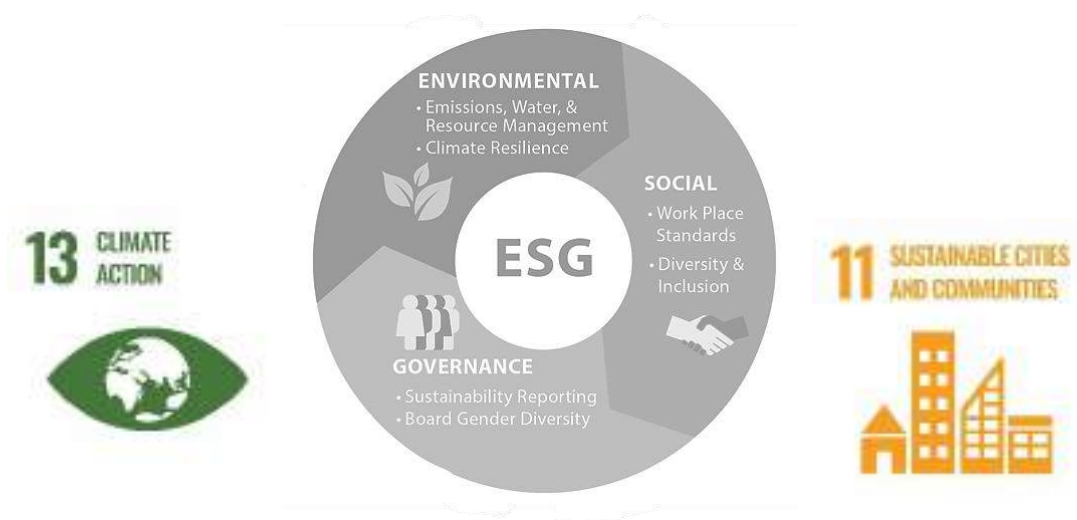 13 CLIMATE
ACTION
ENVIRONMENTAL
• Emissions, Water, &
Resource Management
• Climate Resilience
SOCIAL
• Work Place
Standards
• Diversity &
Inclusion
ESG
GOVERNANCE
• Sustainability Reporting
• Board Gender Diversity
11 SUSTAINABLE CITIES
AND COMMUNITIES